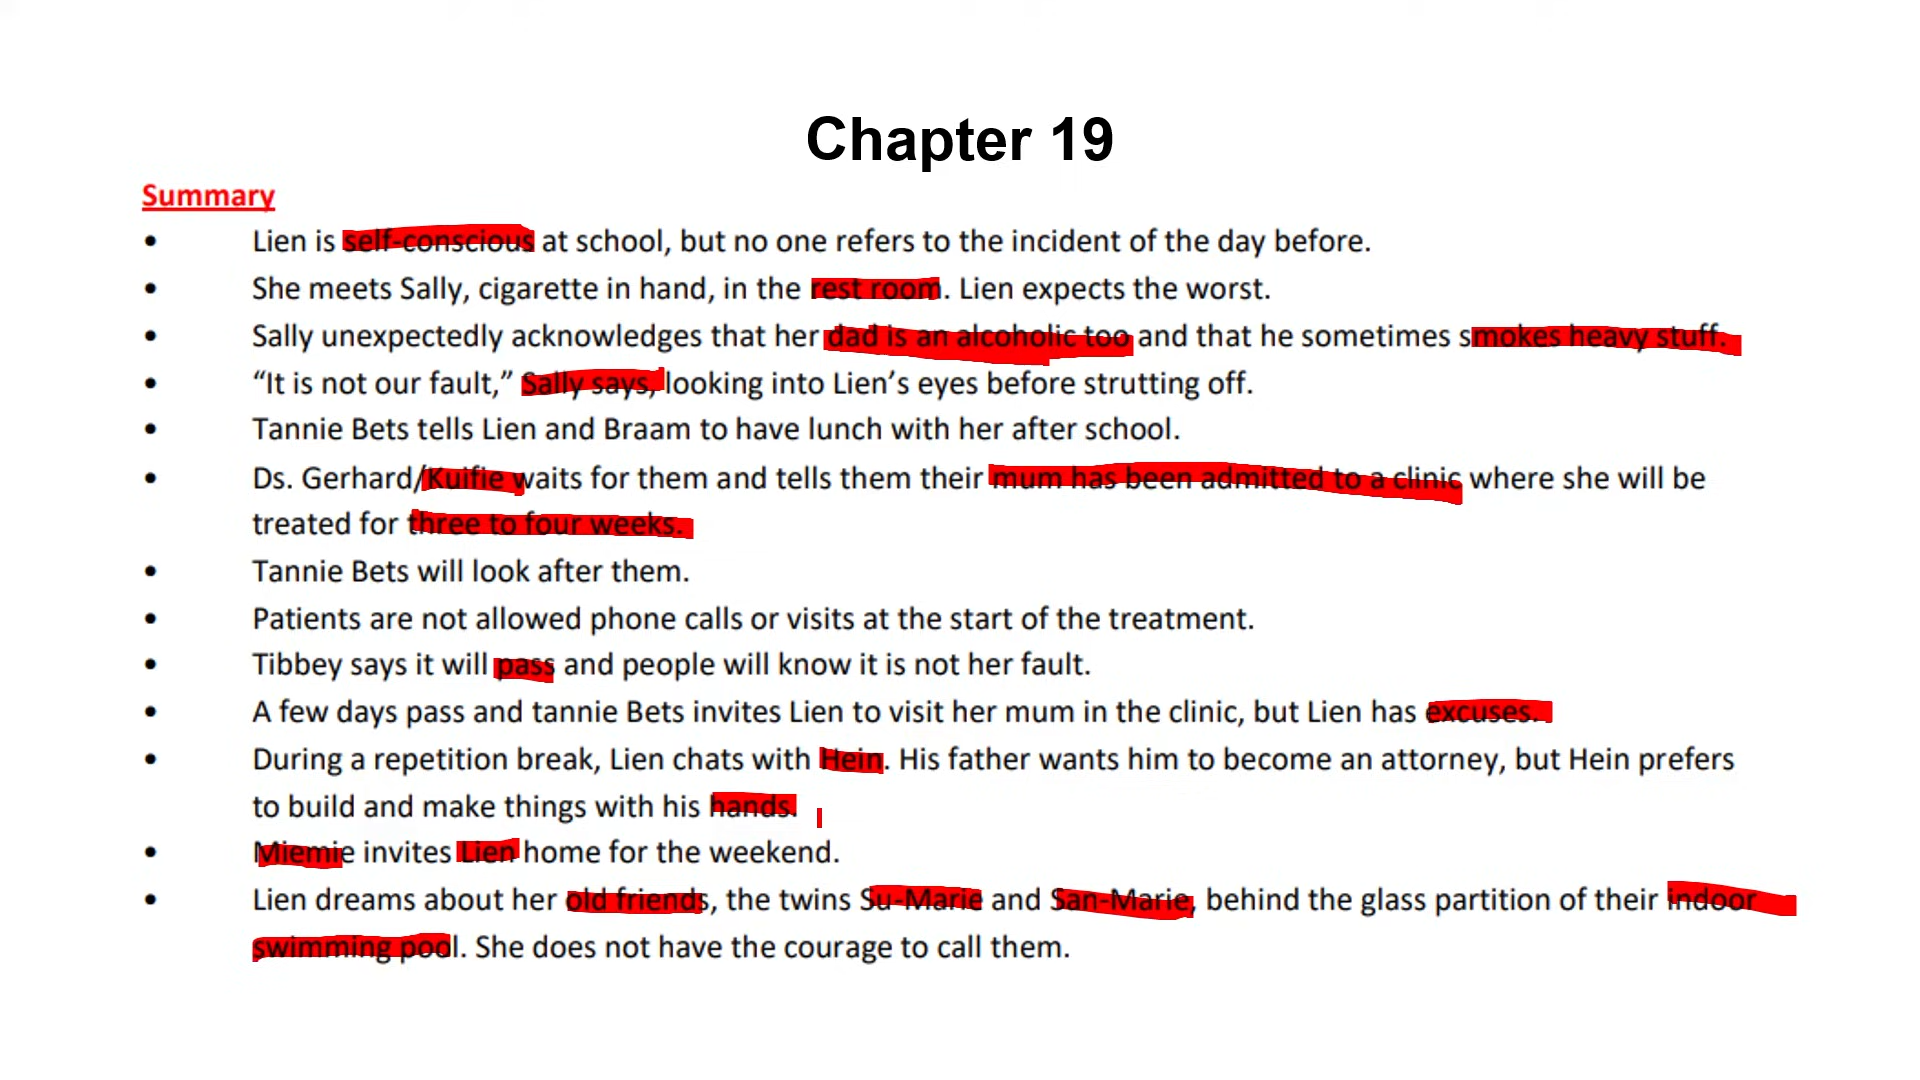 Chapter 19
Summary
• Lien is self-conscious at school, but no one refers to the incident of the day before.
• She meets Sally, cigarette in hand, in the rest room. Lien expects the worst.
• Sally unexpectedly acknowledges that her dad is an alcoholic too and that he sometimes smokes heavy stuff.
• “It is not our fault,” Sally says, looking into Lien’s eyes before strutting off.
• Tannie Bets tells Lien and Braam to have lunch with her after school.
• Ds. Gerhard/Kuifie waits for them and tells them their mum has been admitted to a clinic where she will be
treated for three to four weeks.
• Tannie Bets will look after them.
• Patients are not allowed phone calls or visits at the start of the treatment.
• Tibbey says it will pass and people will know it is not her fault.
• A few days pass and tannie Bets invites Lien to visit her mum in the clinic, but Lien has excuses.
• During a repetition break, Lien chats with Hein. His father wants him to become an attorney, but Hein prefers
to build and make things with his hands.
• Miemie invites Lien home for the weekend.
• Lien dreams about her old friends, the twins Su-Marie and San-Marie, behind the glass partition of their indoor
swimming pool. She does not have the courage to call them.